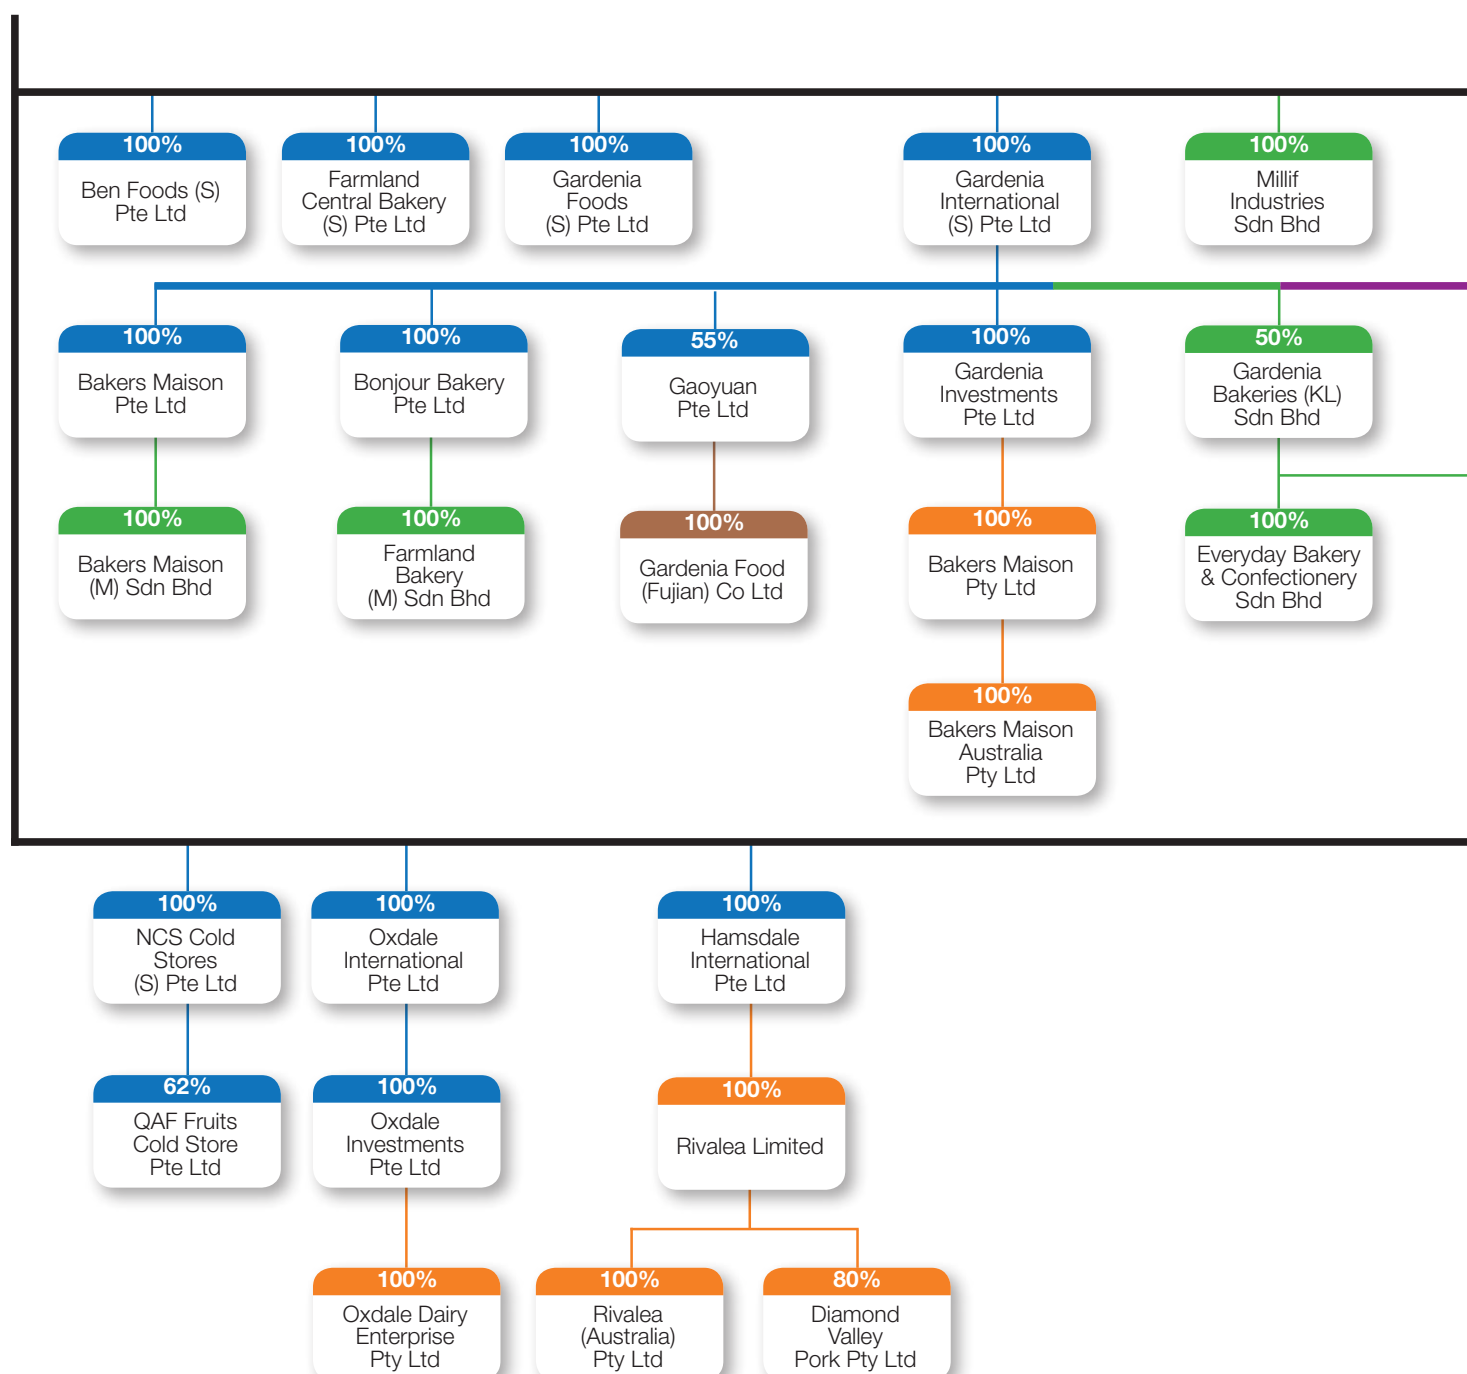 100%
Ben Foods (S)
Pte Ltd
100%
Farmland
Central Bakery
(S) Pte Ltd
100%
Gardenia
Foods
(S) Pte Ltd
100%
Gardenia
International
(S) Pte Ltd
100%
Millif
Industries
Sdn Bhd
100%
Bakers Maison
Pte Ltd
100%
Bonjour Bakery
Pte Ltd
55%
Gaoyuan
Pte Ltd
100%
Gardenia
Investments
Pte Ltd
50%
Gardenia
Bakeries (KL)
Sdn Bhd
100%
Bakers Maison
(M) Sdn Bhd
100%
Farmland
Bakery
(M) Sdn Bhd
100%
Gardenia Food
(Fujian) Co Ltd
100%
Bakers Maison
Pty Ltd
100%
Everyday Bakery
& Confectionery
Sdn Bhd
100%
Bakers Maison
Australia
Pty Ltd
100%
NCS Cold
Stores
(S) Pte Ltd
100%
Oxdale
International
Pte Ltd
100%
Hamsdale
International
Pte Ltd
62%
QAF Fruits
Cold Store
Pte Ltd
100%
Oxdale
Investments
Pte Ltd
100%
Rivalea Limited
100%
Oxdale Dairy
Enterprise
Pty Ltd
100%
Rivalea
(Australia)
Pty Ltd
80%
Diamond
Valley
Pork Pty Ltd